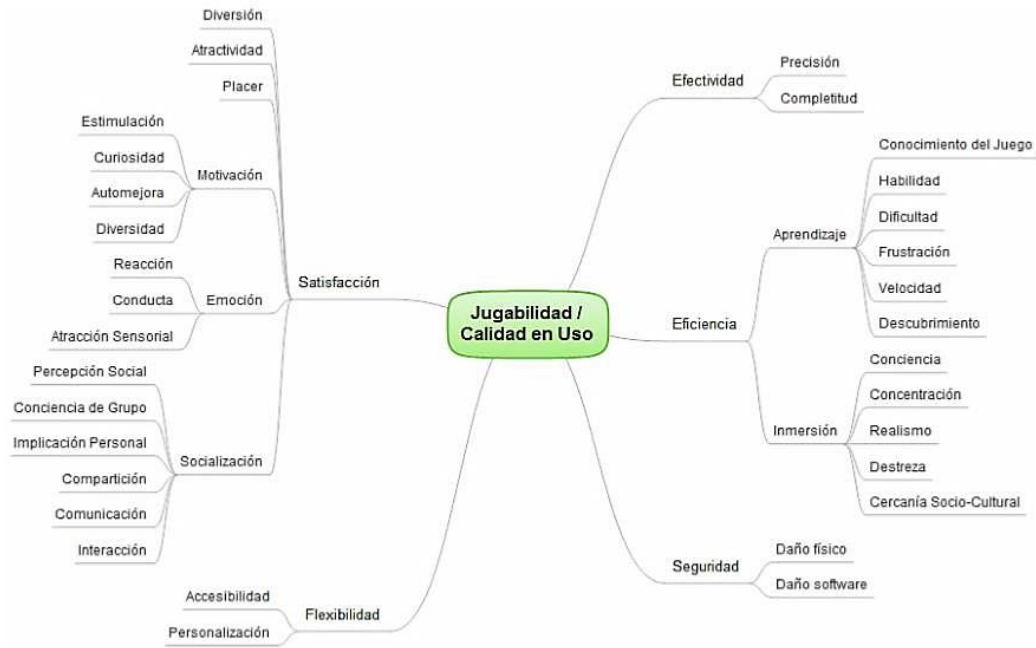 Jugabilidad /
Calidad en Uso
Satisfacción
Diversión
Atractividad
Placer
Motivación
Estimulación
Curiosidad
Automejora
Diversidad
Emoción
Reacción
Conducta
Atracción Sensorial
Socialización
Percepción Social
Conciencia de Grupo
Implicación Personal
Compartición
Comunicación
Interacción
Flexibilidad
Accesibilidad
Personalización
Efectividad
Precisión
Completitud
Eficiencia
Aprendizaje
Conocimiento del Juego
Habilidad
Dificultad
Frustración
Velocidad
Descubrimiento
Inmersión
Conciencia
Concentración
Realismo
Destreza
Cercanía Socio-Cultural
Seguridad
Daño físico
Daño software